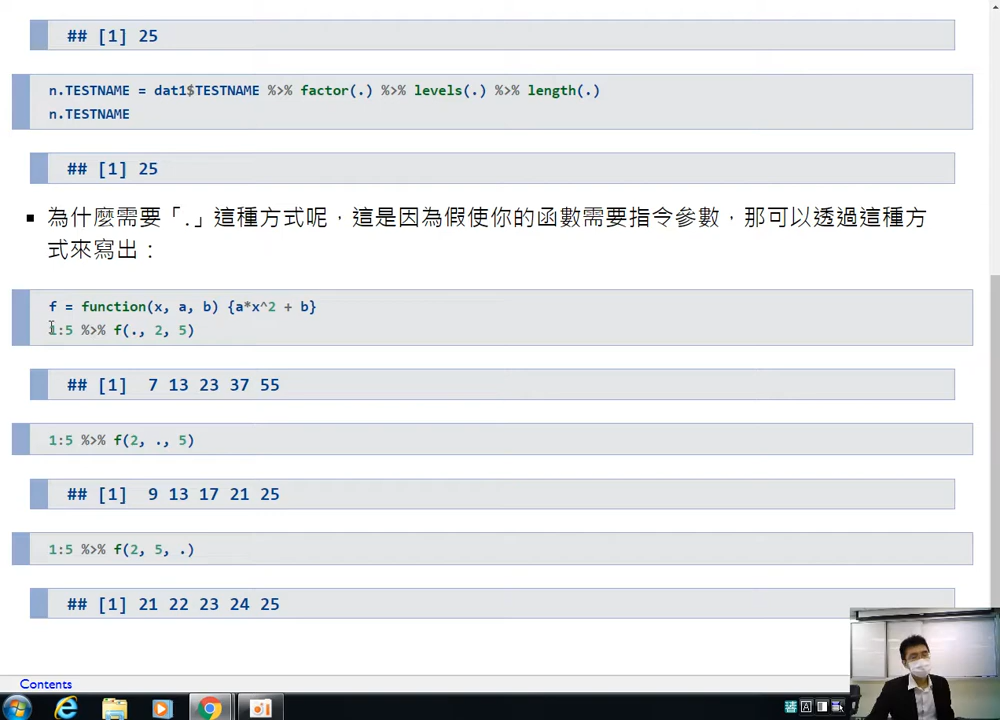 ## [1] 25
n.TESTNAME = dat1$TESTNAME %>% factor(.) %>% levels(.) %>% length(.)
n.TESTNAME
## [1] 25
▪ 為什麼需要「.」這種方式呢，這是因為假使你的函數需要指令參數，那可以透過這種方
式來寫出：
f = function(x, a, b) {a*x^2 + b}
1:5 %>% f(., 2, 5)
## [1]  7 13 23 37 55
1:5 %>% f(2, ., 5)
## [1]  9 13 17 21 25
1:5 %>% f(2, 5, .)
## [1] 21 22 23 24 25
Contents